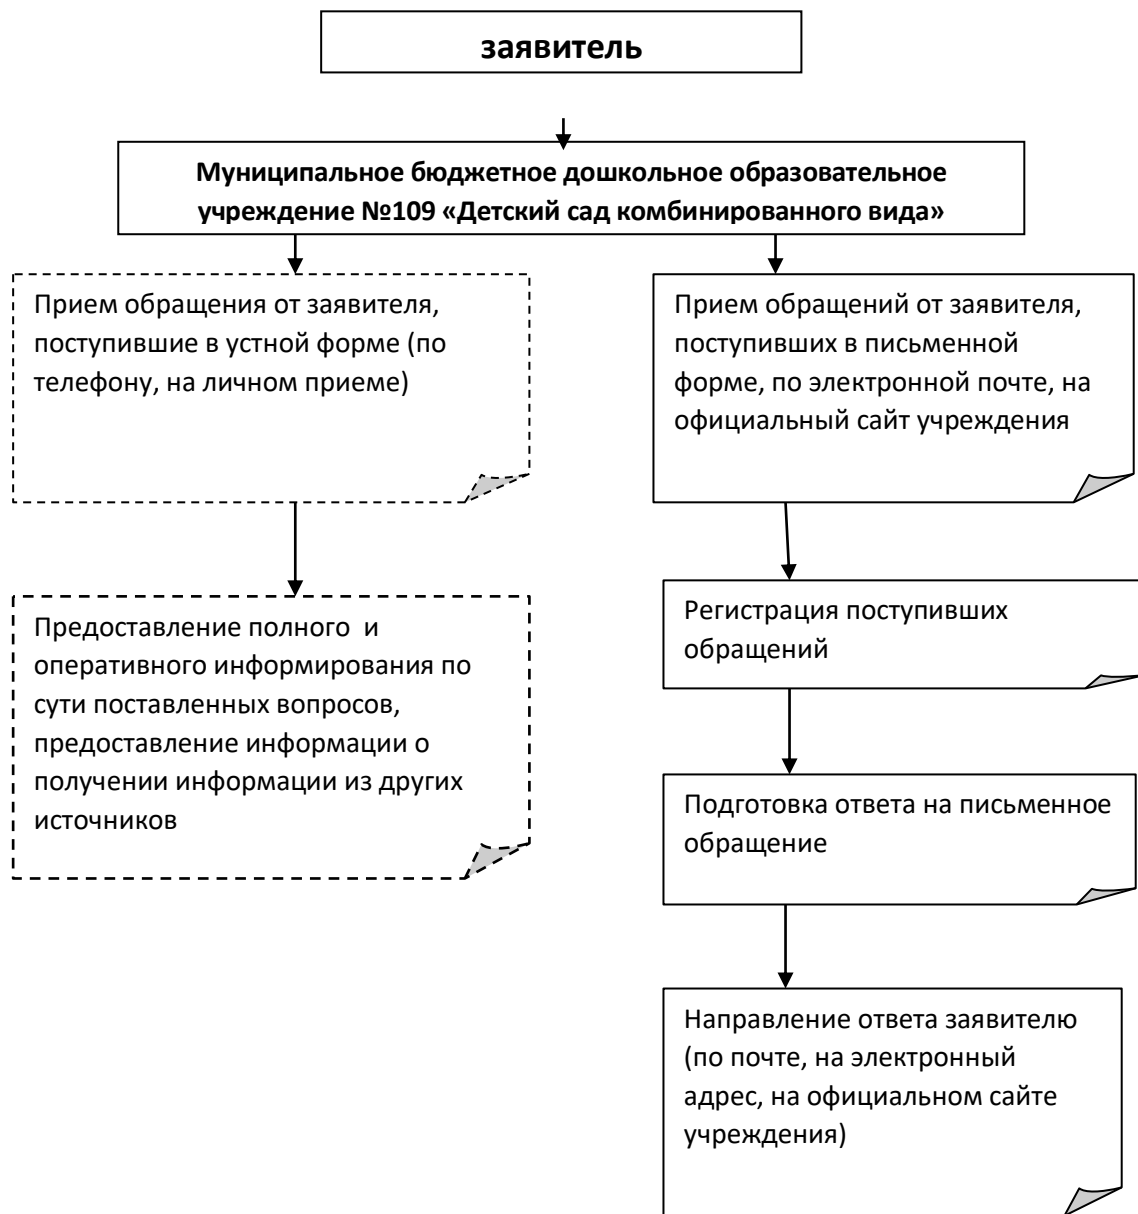 заявитель
Муниципальное бюджетное дошкольное образовательное
учреждение №109 «Детский сад комбинированного вида»
Прием обращения от заявителя,
поступившие в устной форме (по
телефону, на личном приеме)
Прием обращений от заявителя,
поступивших в письменной
форме, по электронной почте, на
официальный сайт учреждения
Предоставление полного  и
оперативного информирования по
сути поставленных вопросов,
предоставление информации о
получении информации из других
источников
Регистрация поступивших
обращений
Подготовка ответа на письменное
обращение
Направление ответа заявителю
(по почте, на электронный
адрес, на официальном сайте
учреждения)